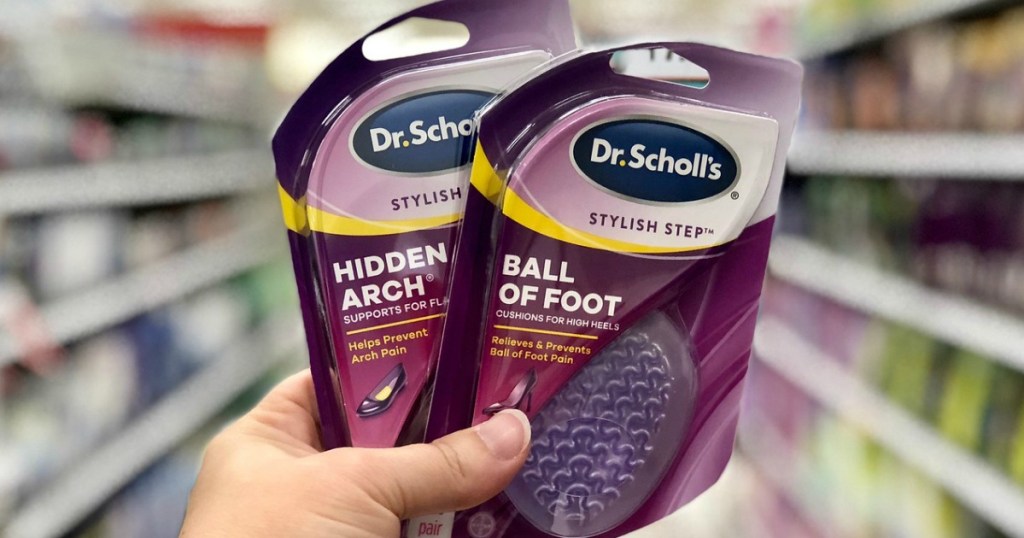 Dr.Scho
STYLISH
HIDDEN
ARCH®
SUPPORTS FOR FLA
Helps Prevent
Arch Pain
Dr.Scholl's®
STYLISH STEP™
BALL
OF FOOT
CUSHIONS FOR HIGH HEELS
Relieves & Prevents
Ball of Foot Pain
pair